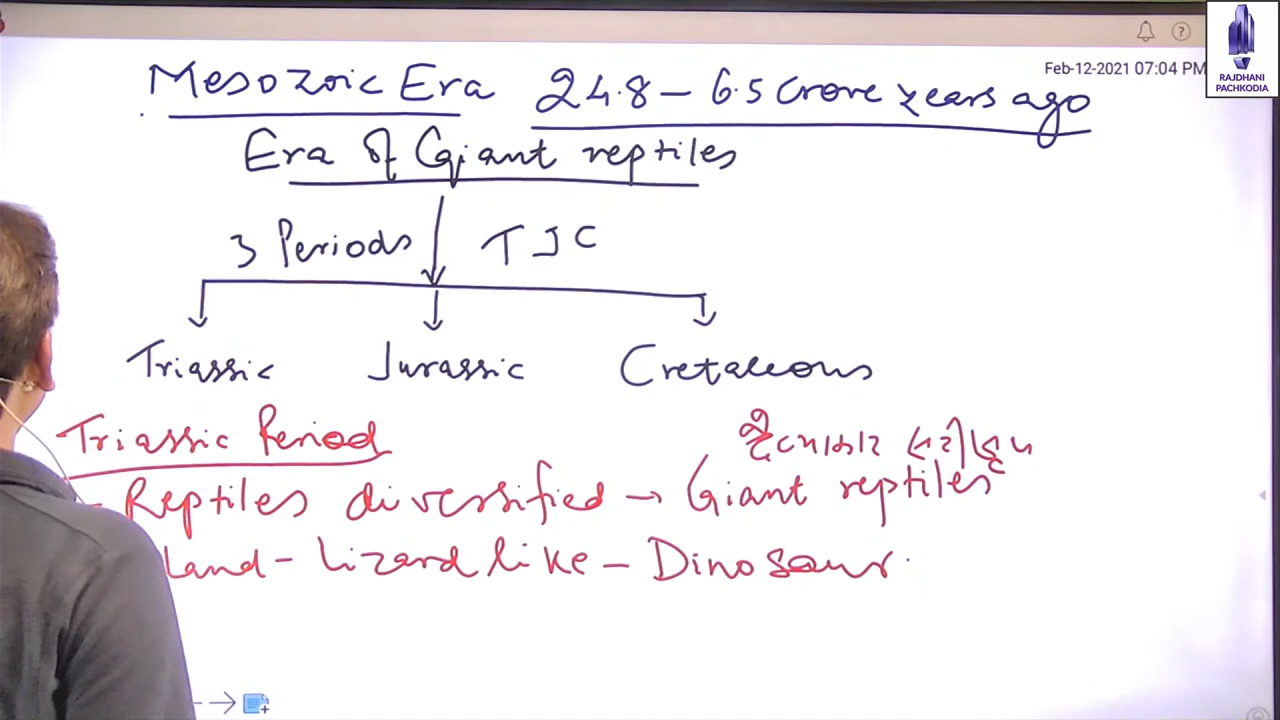 Feb-12-2021 07:04 PM
RAJDHANI
PACHKODIA
Mesozoic Era 24.8 - 6.5 Crore years ago
Era of Giant reptiles
3 Periods TJC
Triassic Jurassic Cretaceous
Triassic Period
- Reptiles diversified → Giant reptiles
Land - Lizard like - Dinosaur